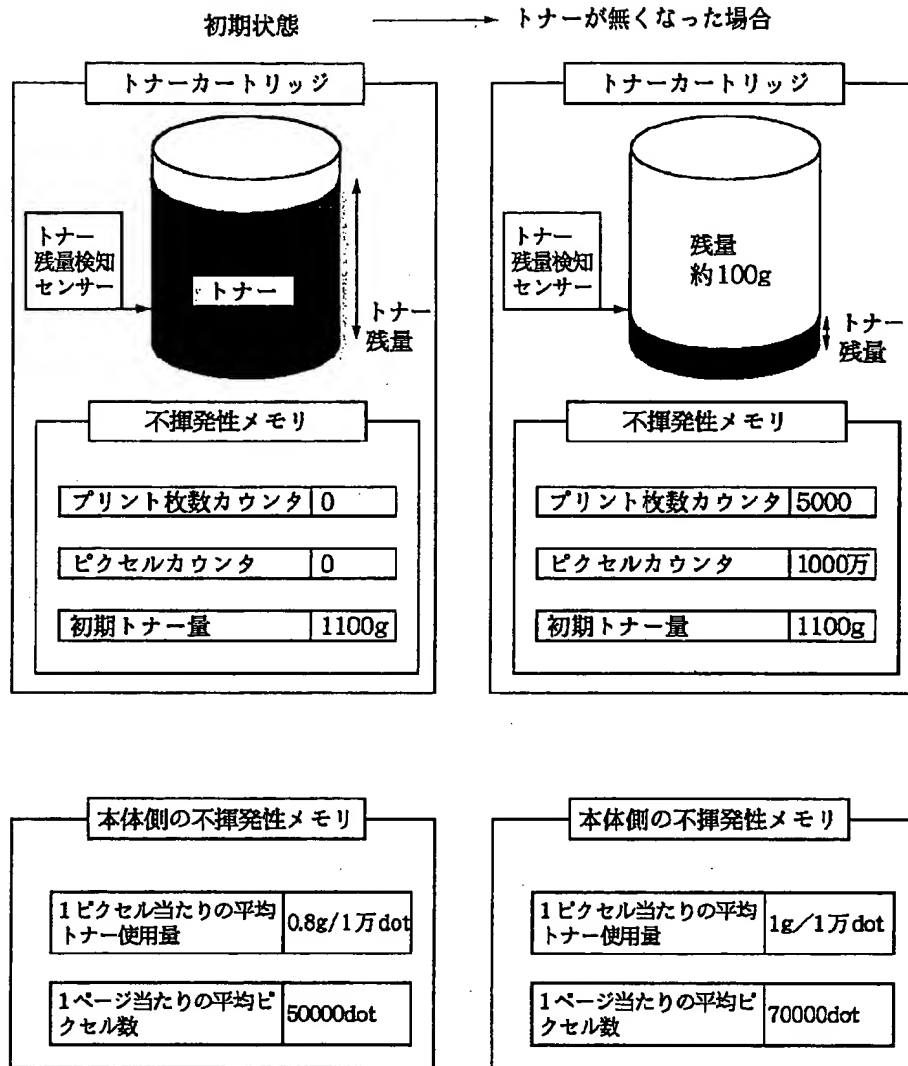 初期状態
トナーが無くなった場合
トナーカートリッジ
トナー
残量検知
センサー
トナー
トナー
残量
不揮発性メモリ
プリント枚数カウンタ 0
ピクセルカウンタ 0
初期トナー量 1100g
トナーカートリッジ
トナー
残量検知
センサー
残量
約100g
トナー
残量
不揮発性メモリ
プリント枚数カウンタ 5000
ピクセルカウンタ 1000万
初期トナー量 1100g
本体側の不揮発性メモリ
1ピクセル当たりの平均
トナー使用量 0.8g/1万dot
1ページ当たりの平均ピ
クセル数 50000dot
本体側の不揮発性メモリ
1ピクセル当たりの平均
トナー使用量 1g/1万dot
1ページ当たりの平均ピ
クセル数 70000dot